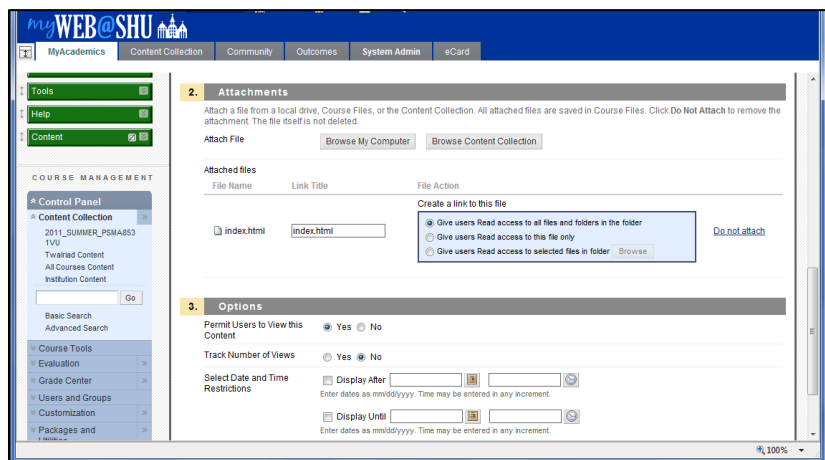 myWEB@SHU
MyAcademics Content Collection Community Outcomes System Admin eCard
Tools
Help
Content
COURSE MANAGEMENT
Control Panel
Content Collection
2011_SUMMER_PSMA853
1VU
Twalriad Content
All Courses Content
Institution Content
Go
Basic Search
Advanced Search
Course Tools
Evaluation
Grade Center
Users and Groups
Customization
Packages and
Utilities
2. Attachments
Attach a file from a local drive, Course Files, or the Content Collection. All attached files are saved in Course Files. Click Do Not Attach to remove the
attachment. The file itself is not deleted.
Attach File Browse My Computer Browse Content Collection
Attached files
File Name Link Title File Action
Create a link to this file
index.html index.html
Give users Read access to all files and folders in the folder
Give users Read access to this file only
Give users Read access to selected files in folder Browse
Do not attach
3. Options
Permit Users to View this
Content
Yes No
Track Number of Views Yes No
Select Date and Time
Restrictions
Display After
Enter dates as mm/dd/yyyy. Time may be entered in any increment.
Display Until
Enter dates as mm/dd/yyyy. Time may be entered in any increment.
100%